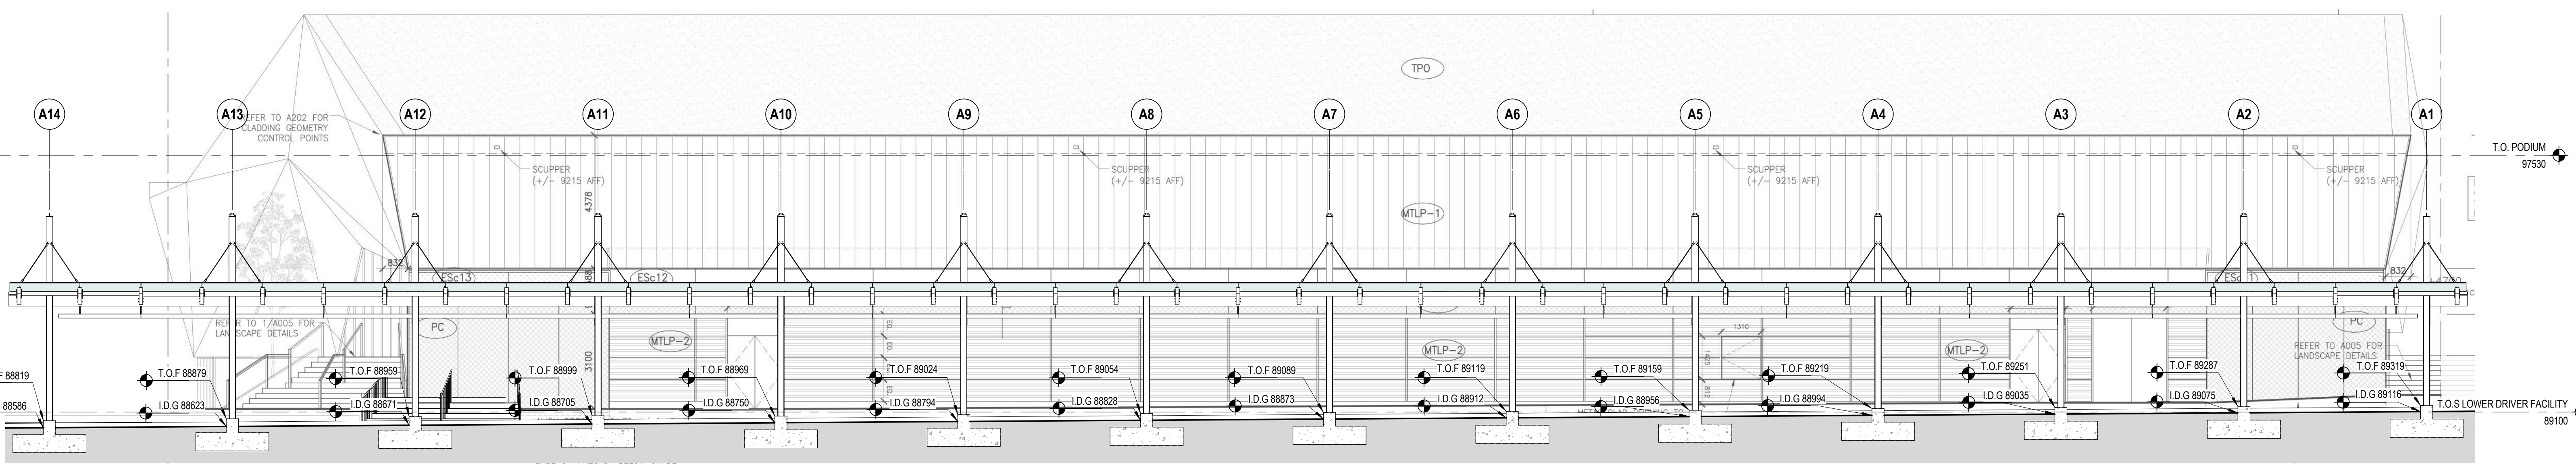 TPO
A14
A13
A12
A11
A10
A9
A8
A7
A6
A5
A4
A3
A2
A1
REFER TO A202 FOR
CLADDING GEOMETRY
CONTROL POINTS
T.O. PODIUM
97530
SCUPPER
(+/- 9215 AFF)
SCUPPER
(+/- 9215 AFF)
SCUPPER
(+/- 9215 AFF)
SCUPPER
(+/- 9215 AFF)
4378
MTLP-1
832
ESc13
ESc12
832
REFER TO 1/A005 FOR
LANDSCAPE DETAILS
PC
MTLP-2
EQ
EQ
EQ
3100
MTLP-2
1310
1405
812
MTLP-2
PC
REFER TO A005 FOR
LANDSCAPE DETAILS
F 88819
T.O.F 88879
T.O.F 88959
T.O.F 88999
T.O.F 88969
T.O.F 89024
T.O.F 89054
T.O.F 89089
T.O.F 89119
T.O.F 89159
T.O.F 89219
T.O.F 89251
T.O.F 89287
T.O.F 89319
88586
I.D.G 88623
I.D.G 88671
I.D.G 88705
I.D.G 88750
I.D.G 88794
I.D.G 88828
I.D.G 88873
I.D.G 88912
I.D.G 88956
I.D.G 88994
I.D.G 89035
I.D.G 89075
I.D.G 89116
T.O.S LOWER DRIVER FACILITY
89100